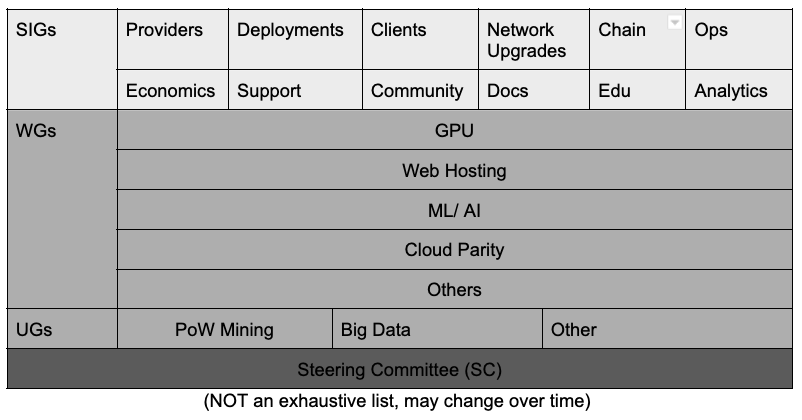 SIGs
Providers
Deployments
Clients
Network
Upgrades
Chain
Ops
Economics
Support
Community
Docs
Edu
Analytics
WGs
GPU
Web Hosting
ML/ AI
Cloud Parity
Others
UGs
PoW Mining
Big Data
Other
Steering Committee (SC)
(NOT an exhaustive list, may change over time)